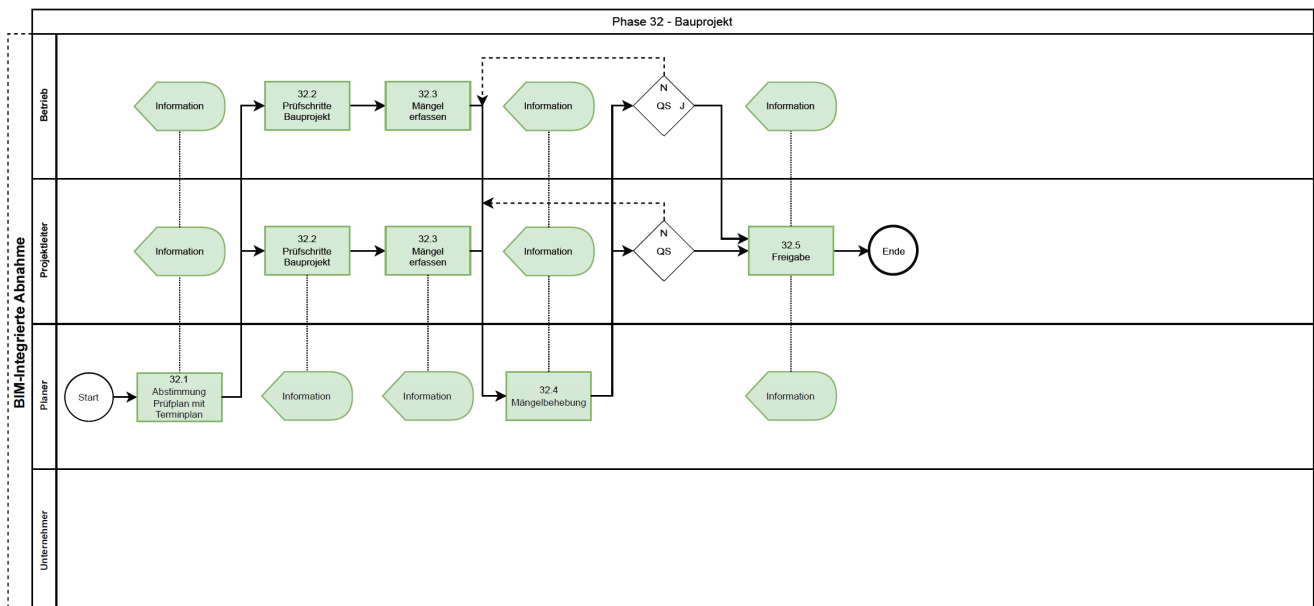 Phase 32 - Bauprojekt
BIM-Integrierte Abnahme
Betrieb
Information
32.2
Prüfschritte
Bauprojekt
32.3
Mängel
erfassen
Information
N
QS J
Information
Projektleiter
Information
32.2
Prüfschritte
Bauprojekt
32.3
Mängel
erfassen
Information
N
QS
32.5
Freigabe
Ende
Planer
Start
32.1
Abstimmung
Prüfplan mit
Terminplan
Information
Information
32.4
Mängelbehebung
Information
Unternehmer